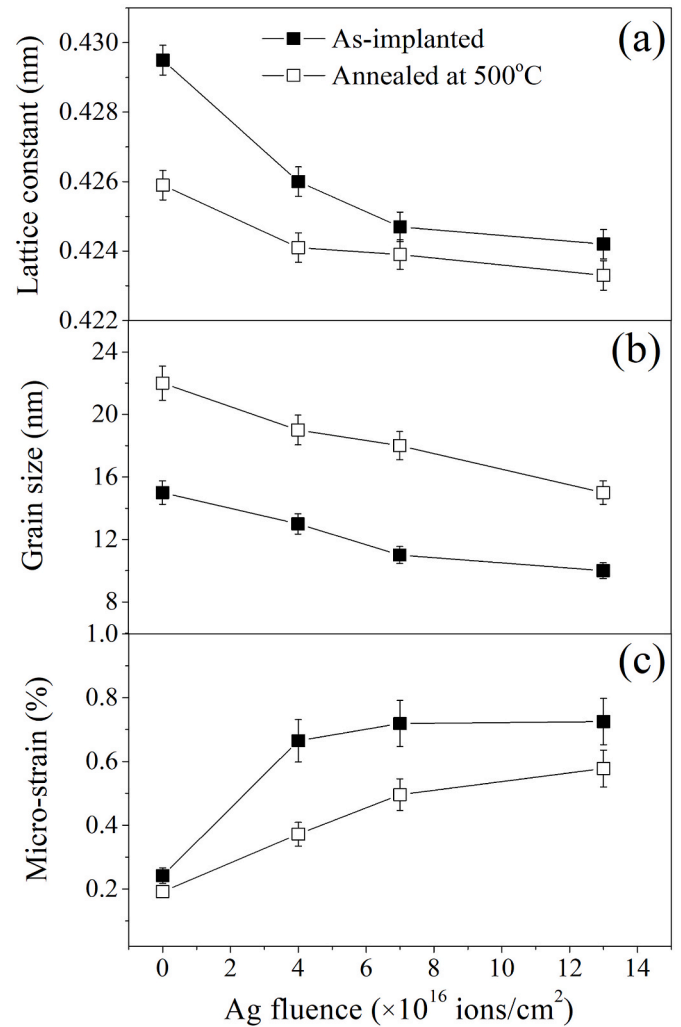 (a)
As-implanted
Annealed at 500°C
0.430
0.428
0.426
0.424
0.422
Lattice constant (nm)
(b)
24
20
16
12
8
Grain size (nm)
(c)
1.0
0.8
0.6
0.4
0.2
Micro-strain (%)
0 2 4 6 8 10 12 14
Ag fluence (×10¹⁶ ions/cm²)